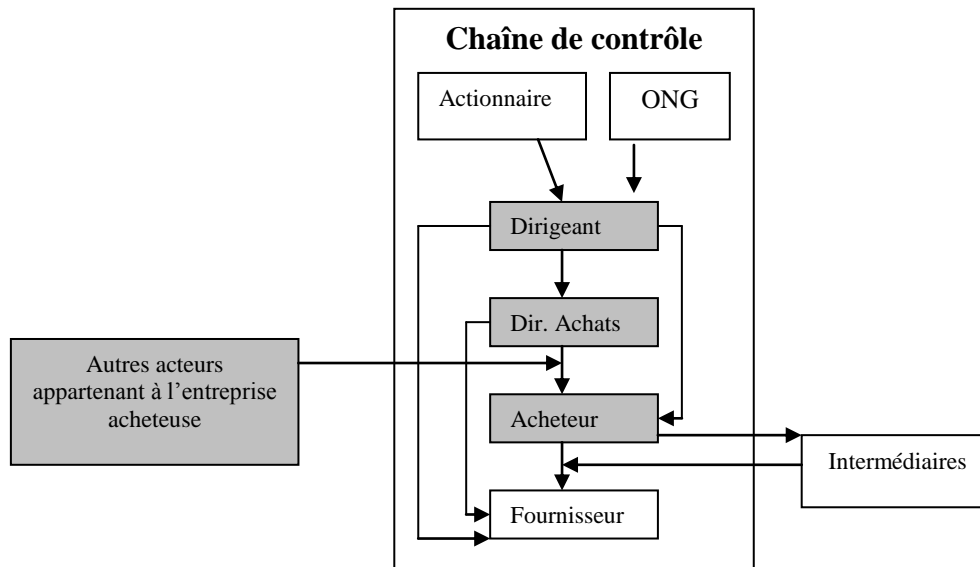 Chaîne de contrôle
Actionnaire
ONG
Dirigeant
Dir. Achats
Autres acteurs
appartenant à l’entreprise
acheteuse
Acheteur
Intermédiaires
Fournisseur